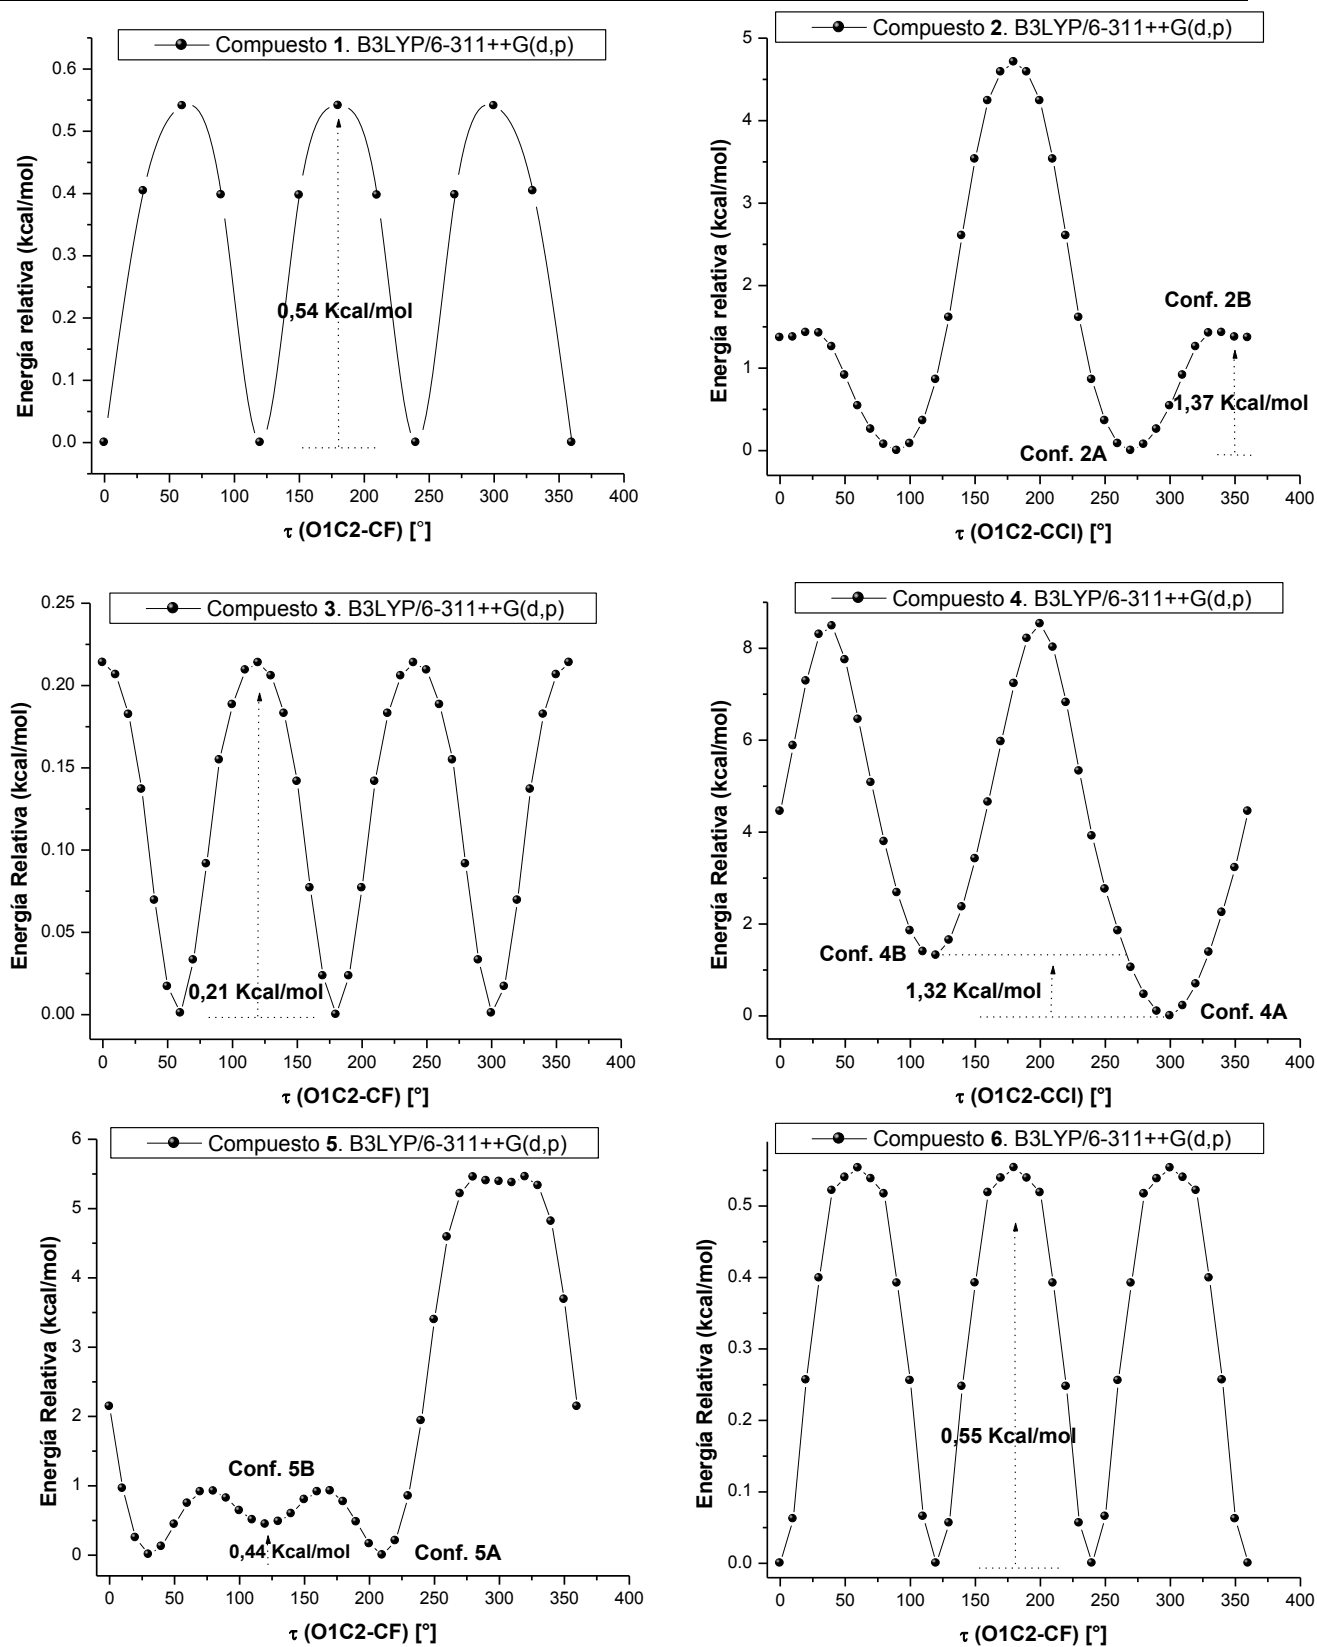 Compuesto 1. B3LYP/6-311++G(d,p)
Energía relativa (kcal/mol)
0.6
0.5
0.4
0.3
0.2
0.1
0.0
0,54 Kcal/mol
0 50 100 150 200 250 300 350 400
τ (O1C2-CF) [°]
Compuesto 2. B3LYP/6-311++G(d,p)
Energía relativa (kcal/mol)
5
4
3
2
1
0
Conf. 2B
1,37 Kcal/mol
Conf. 2A
0 50 100 150 200 250 300 350 400
τ (O1C2-CCl) [°]
Compuesto 3. B3LYP/6-311++G(d,p)
Energía Relativa (kcal/mol)
0.25
0.20
0.15
0.10
0.05
0.00
0,21 Kcal/mol
0 50 100 150 200 250 300 350 400
τ (O1C2-CF) [°]
Compuesto 4. B3LYP/6-311++G(d,p)
Energía Relativa (kcal/mol)
8
6
4
2
0
Conf. 4B
1,32 Kcal/mol
Conf. 4A
0 50 100 150 200 250 300 350 400
τ (O1C2-CCl) [°]
Compuesto 5. B3LYP/6-311++G(d,p)
Energía Relativa (kcal/mol)
6
5
4
3
2
1
0
Conf. 5B
0,44 Kcal/mol
Conf. 5A
0 50 100 150 200 250 300 350 400
τ (O1C2-CF) [°]
Compuesto 6. B3LYP/6-311++G(d,p)
Energía Relativa (kcal/mol)
0.5
0.4
0.3
0.2
0.1
0.0
0,55 Kcal/mol
0 50 100 150 200 250 300 350 400
τ (O1C2-CF) [°]